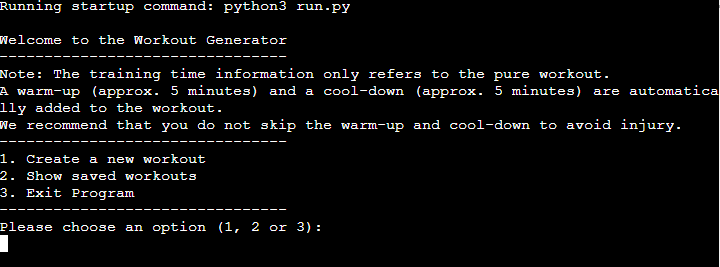 Running startup command: python3 run.py
Welcome to the Workout Generator
--------------------------------
Note: The training time information only refers to the pure workout.
A warm-up (approx. 5 minutes) and a cool-down (approx. 5 minutes) are automatica
lly added to the workout.
We recommend that you do not skip the warm-up and cool-down to avoid injury.
--------------------------------
1. Create a new workout
2. Show saved workouts
3. Exit Program
--------------------------------
Please choose an option (1, 2 or 3):